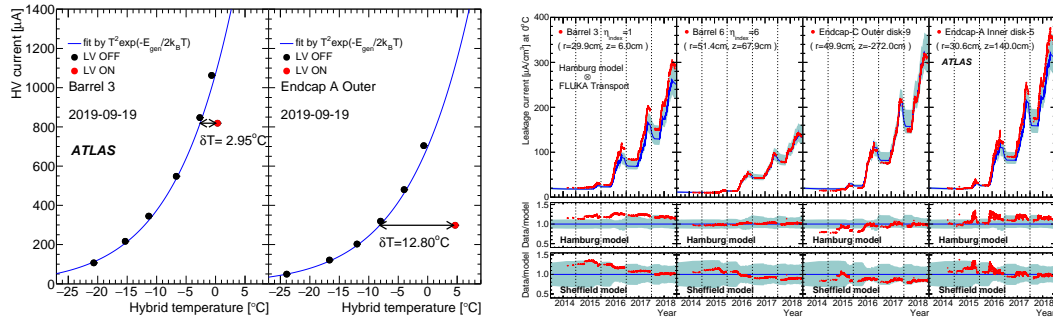 HV current [μA]
1400
1200
1000
800
600
400
200
0
fit by T²exp(-E_gen/2k_BT)
LV OFF
LV ON
Barrel 3
2019-09-19
ATLAS
δT= 2.95°C
−25 −20 −15 −10 −5 0 5
Hybrid temperature [°C]
fit by T²exp(-E_gen/2k_BT)
LV OFF
LV ON
Endcap A Outer
2019-09-19
δT=12.80°C
−25 −20 −15 −10 −5 0 5
Hybrid temperature [°C]
Leakage current [μA/cm³] at 0°C
400
300
200
100
Barrel 3 η_index=1
( r=29.9cm, z= 6.0cm)
Hamburg model
⊗
FLUKA Transport
Barrel 6 η_index=6
( r=51.4cm, z=67.9cm)
Endcap-C Outer disk-9
( r=49.9cm, z=-272.0cm)
Endcap-A Inner disk-5
( r=30.6cm, z=140.0cm)
ATLAS
Data/model
1.5
1.0
0.5
Hamburg model
Hamburg model
Hamburg model
Hamburg model
Data/model
1.5
1.0
0.5
Sheffield model
Sheffield model
Sheffield model
Sheffield model
2014 2015 2016 2017 2018
2014 2015 2016 2017 2018
2014 2015 2016 2017 2018
2014 2015 2016 2017 2018
Year
Year
Year
Year